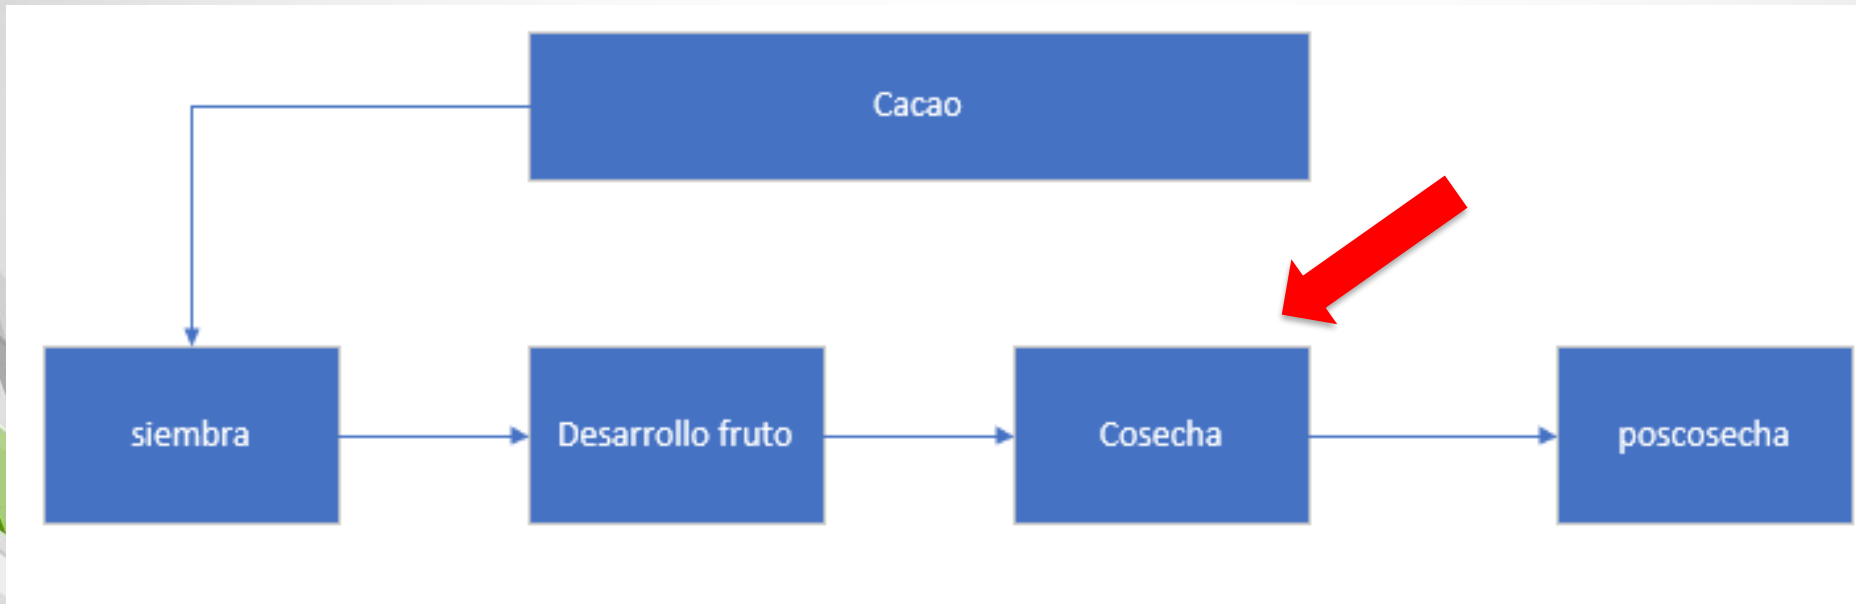 Cacao
siembra
Desarrollo fruto
Cosecha
poscosecha